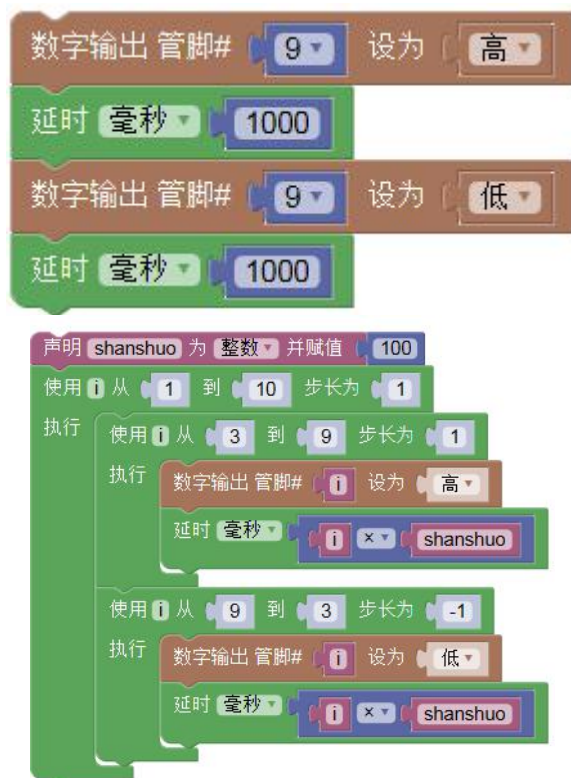 数字输出 管脚# 9 设为 高
延时 毫秒 1000
数字输出 管脚# 9 设为 低
延时 毫秒 1000
声明 shanshuo 为 整数 并赋值 100
使用 i 从 1 到 10 步长为 1
执行 使用 i 从 3 到 9 步长为 1
执行 数字输出 管脚# i 设为 高
延时 毫秒 i × shanshuo
使用 i 从 9 到 3 步长为 -1
执行 数字输出 管脚# i 设为 低
延时 毫秒 i × shanshuo